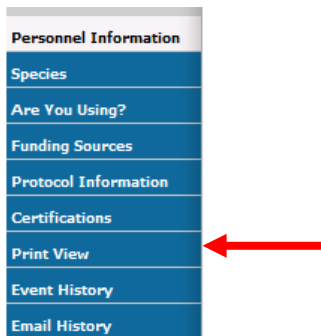 Personnel Information
Species
Are You Using?
Funding Sources
Protocol Information
Certifications
Print View
Event History
Email History